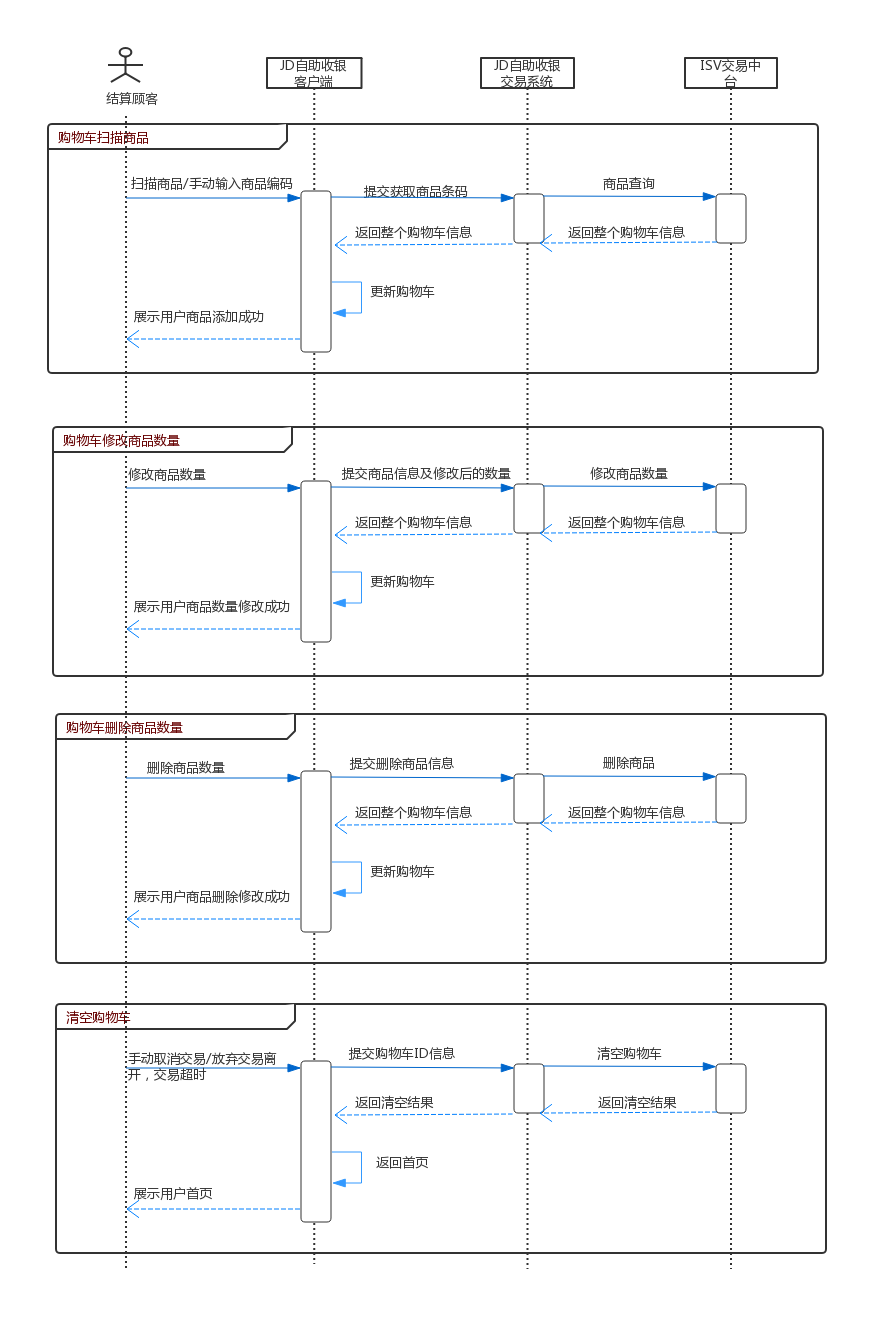 JD自助收银
客户端
JD自助收银
交易系统
ISV交易中
台
结算顾客
购物车扫描商品
扫描商品/手动输入商品编码
提交获取商品条码
商品查询
返回整个购物车信息
返回整个购物车信息
更新购物车
展示用户商品添加成功
购物车修改商品数量
修改商品数量
提交商品信息及修改后的数量
修改商品数量
返回整个购物车信息
返回整个购物车信息
更新购物车
展示用户商品数量修改成功
购物车删除商品数量
删除商品数量
提交删除商品信息
删除商品
返回整个购物车信息
返回整个购物车信息
更新购物车
展示用户商品删除修改成功
清空购物车
手动取消交易/放弃交易离
开，交易超时
提交购物车ID信息
清空购物车
返回清空结果
返回清空结果
返回首页
展示用户首页